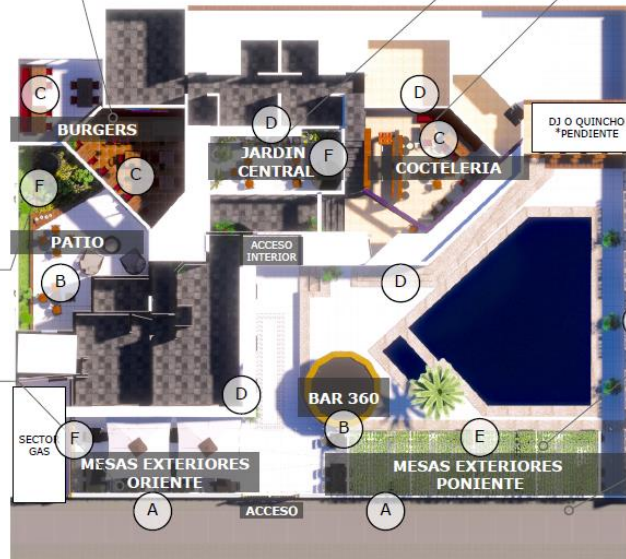 C
D
BURGERS
D
C
DJ O QUINCHO
*PENDIENTE
JARDIN
CENTRAL
F
COCTELERIA
C
F
PATIO
ACCESO
INTERIOR
B
D
D
BAR 360
B
SECTOR
GAS
F
MESAS EXTERIORES
ORIENTE
E
MESAS EXTERIORES
PONIENTE
A
ACCESO
A